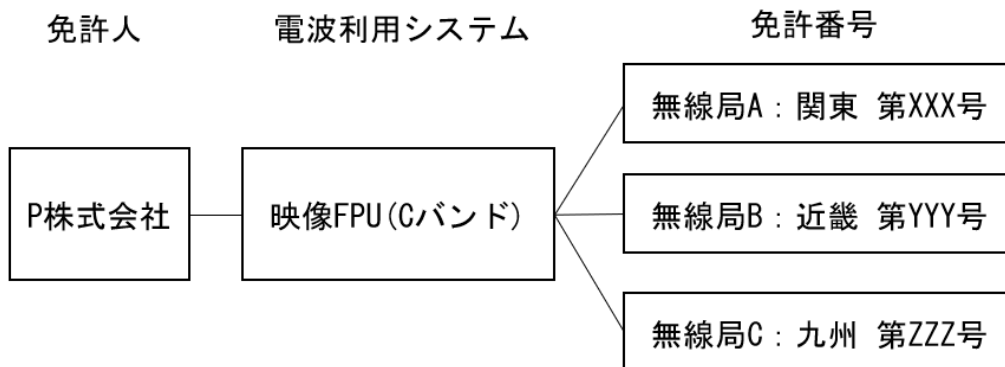 免許人 電波利用システム 免許番号
無線局A：関東 第XXX号
P株式会社 映像FPU(Cバンド) 無線局B：近畿 第YYY号
無線局C：九州 第ZZZ号